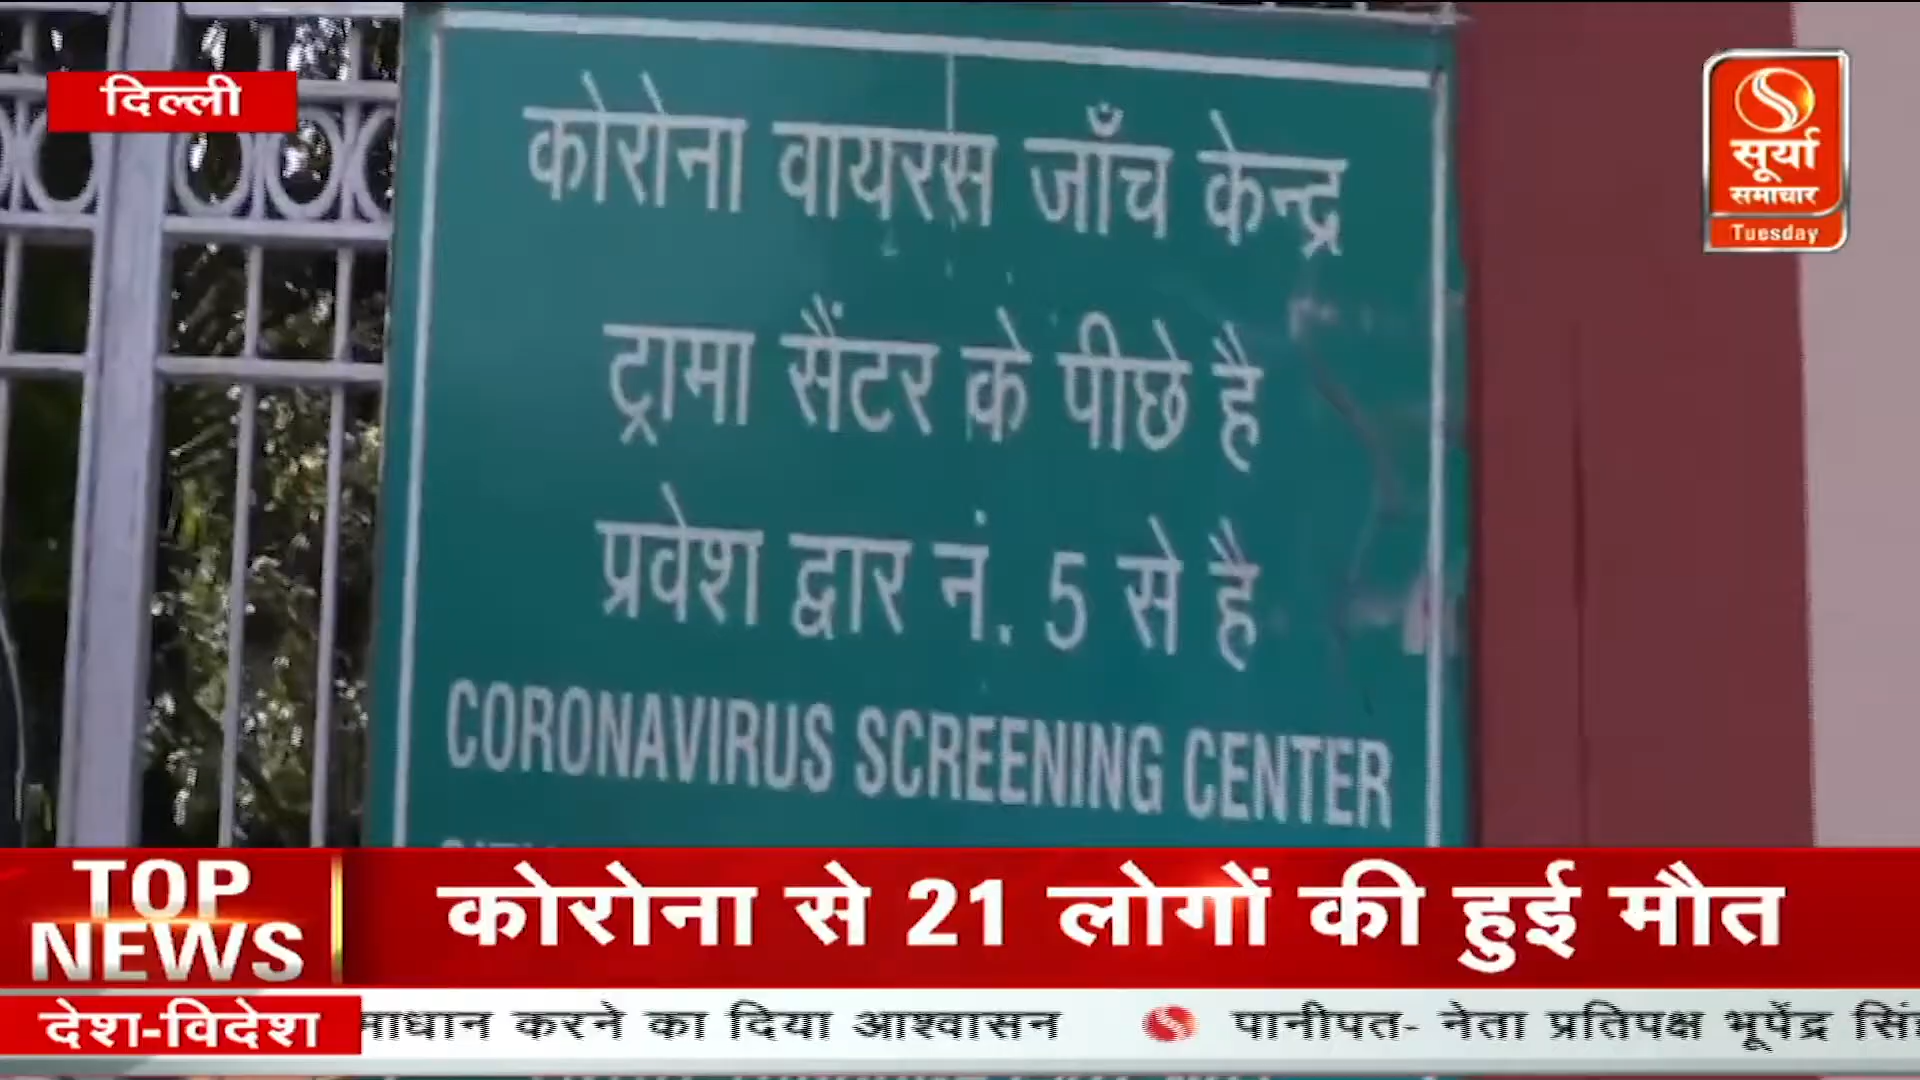 दिल्ली
सूर्या
समाचार
Tuesday
कोरोना वायरस जाँच केन्द्र
ट्रामा सैंटर के पीछे है
प्रवेश द्वार नं. 5 से है
CORONAVIRUS SCREENING CENTER
TOP
NEWS
कोरोना से 21 लोगों की हुई मौत
देश-विदेश
करने का दिया आश्वासन
पानीपत- नेता प्रतिपक्ष भूपेंद्र